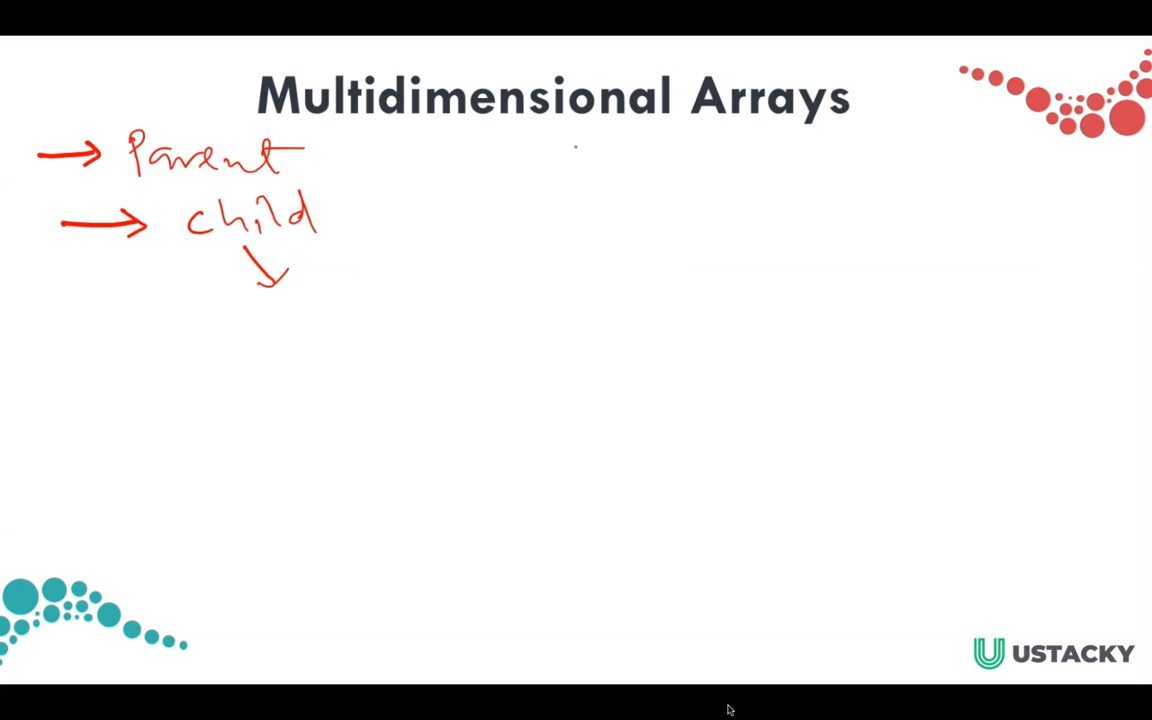 Multidimensional Arrays
→ Parent
→ child
USTACKY